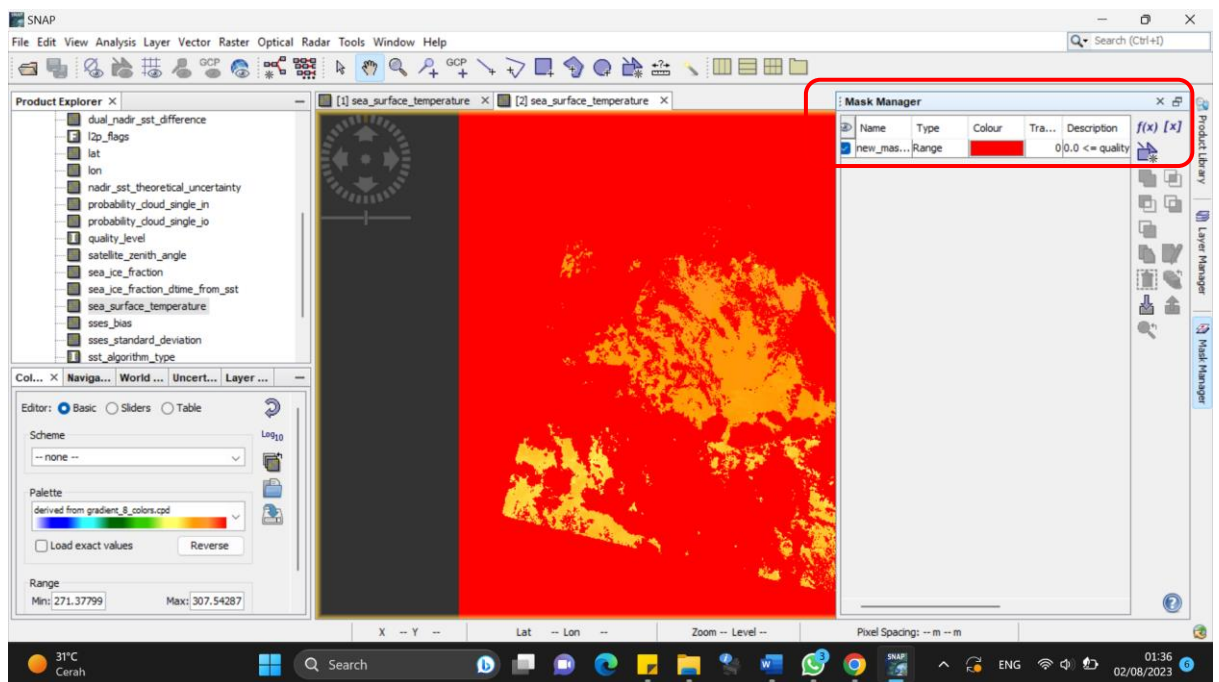 SNAP
File Edit View Analysis Layer Vector Raster Optical Radar Tools Window Help
Search (Ctrl+I)
GCP
GCP
Product Explorer
[1] sea_surface_temperature
[2] sea_surface_temperature
Mask Manager
dual_nadir_sst_difference
l2p_flags
lat
lon
nadir_sst_theoretical_uncertainty
probability_cloud_single_in
probability_cloud_single_io
quality_level
satellite_zenith_angle
sea_ice_fraction
sea_ice_fraction_dtime_from_sst
sea_surface_temperature
sses_bias
sses_standard_deviation
sst_algorithm_type
Name Type Colour Tra... Description f(x) [x]
new_mas... Range 0 0.0 <= quality
Product Library
Layer Manager
Mask Manager
Col... Naviga... World ... Uncert... Layer ...
Editor: Basic Sliders Table
Scheme
Log10
-- none --
Palette
derived from gradient_8_colors.cpd
Load exact values Reverse
Range
Min: 271.37799 Max: 307.54287
X -- Y -- Lat -- Lon -- Zoom -- Level -- Pixel Spacing: -- m -- m
31°C
Cerah
Search
3
SNAP
ENG
01:36
02/08/2023
6